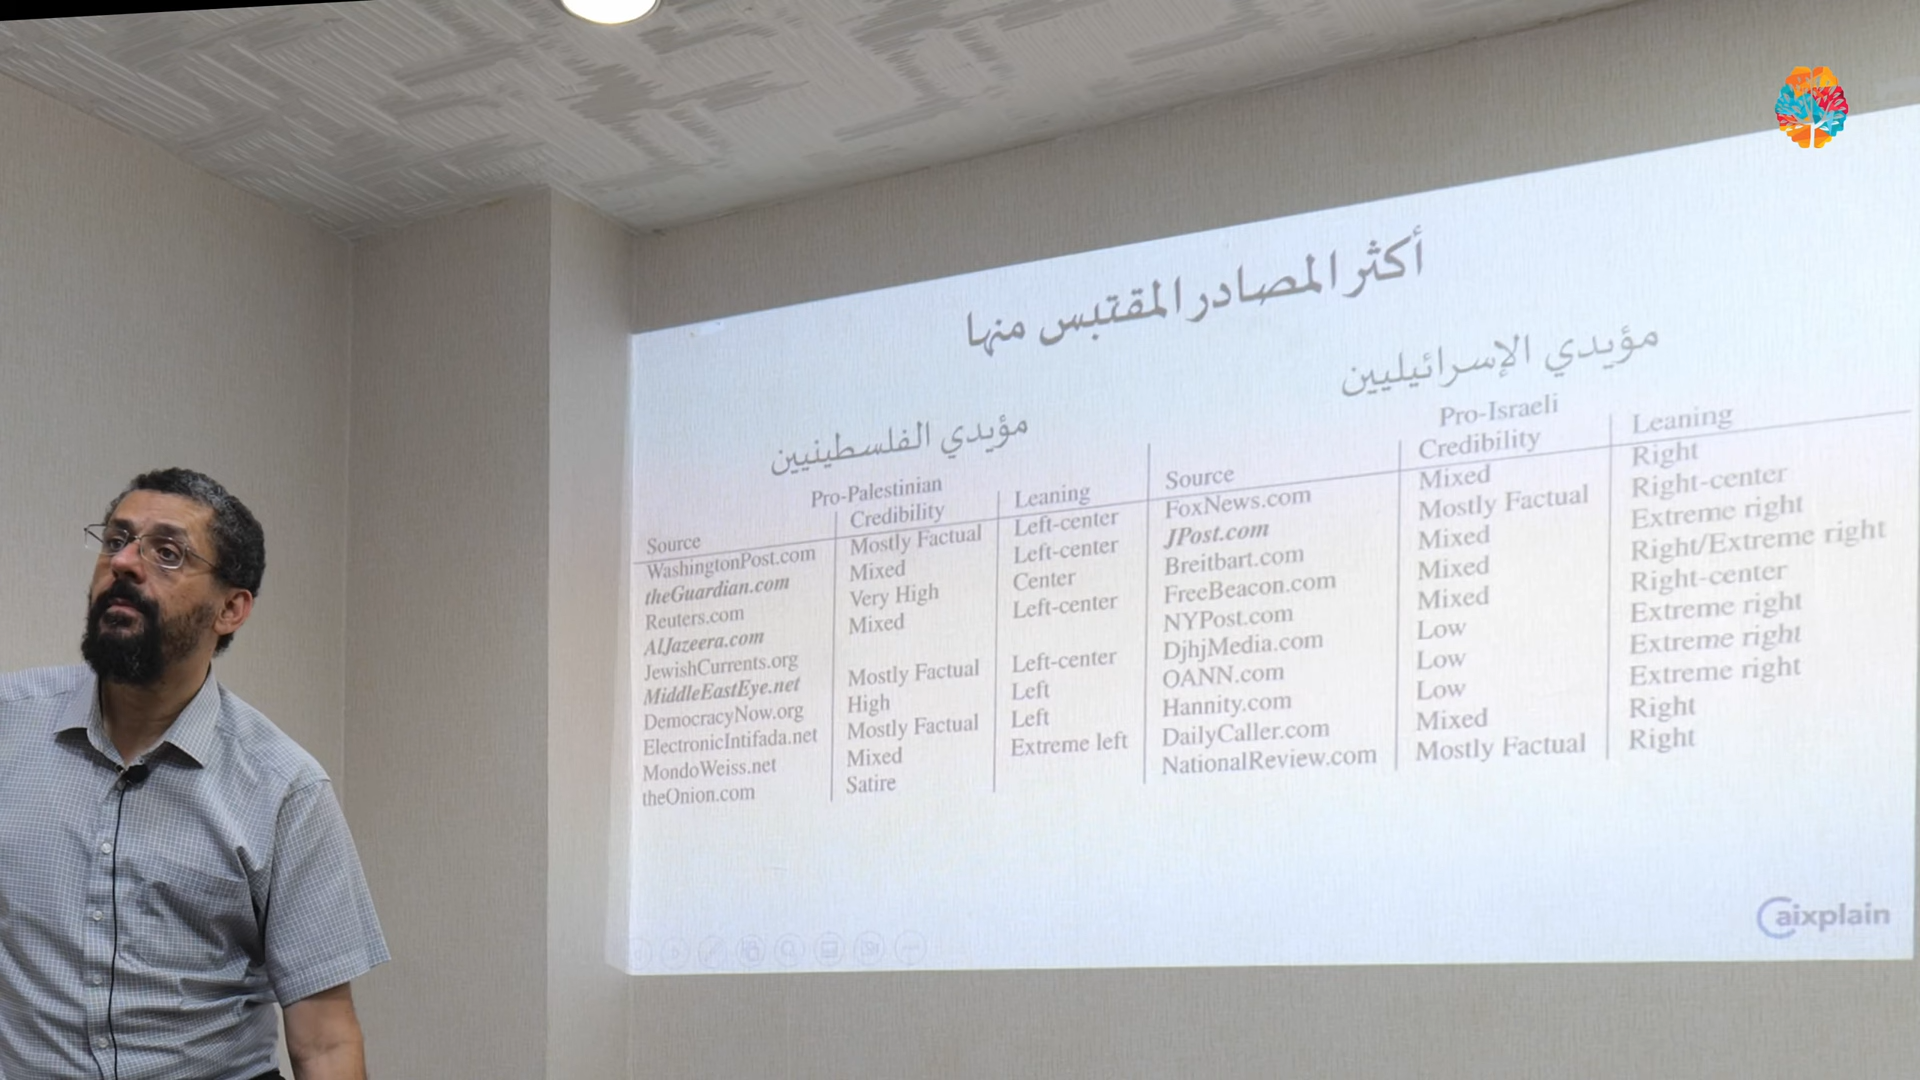 أكثر المصادر المقتبس منها
مؤيدي الفلسطينيين
مؤيدي الإسرائيليين
Pro-Palestinian
Source Credibility Leaning
WashingtonPost.com Mostly Factual Left-center
theGuardian.com Mixed Left-center
Reuters.com Very High Center
AlJazeera.com Mixed Left-center
JewishCurrents.org
MiddleEastEye.net Mostly Factual Left-center
DemocracyNow.org High Left
ElectronicIntifada.net Mostly Factual Left
MondoWeiss.net Mixed Extreme left
theOnion.com Satire
Pro-Israeli
Source Credibility Leaning
FoxNews.com Mixed Right
JPost.com Mostly Factual Right-center
Breitbart.com Mixed Extreme right
FreeBeacon.com Mixed Right/Extreme right
NYPost.com Mixed Right-center
DjhjMedia.com Low Extreme right
OANN.com Low Extreme right
Hannity.com Low Extreme right
DailyCaller.com Mixed Right
NationalReview.com Mostly Factual Right
aixplain